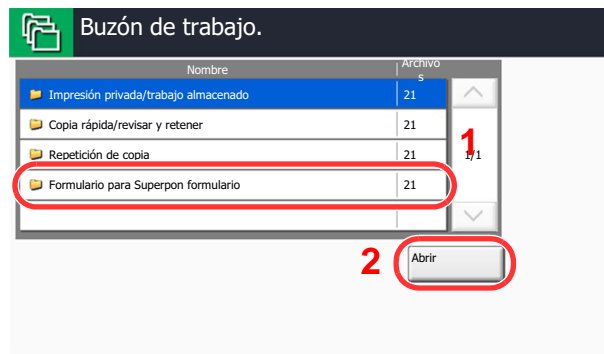 Buzón de trabajo.
Nombre Archivo
s
Impresión privada/trabajo almacenado 21
Copia rápida/revisar y retener 21
Repetición de copia 21
1
1/1
Formulario para Superpon formulario 21
2 Abrir